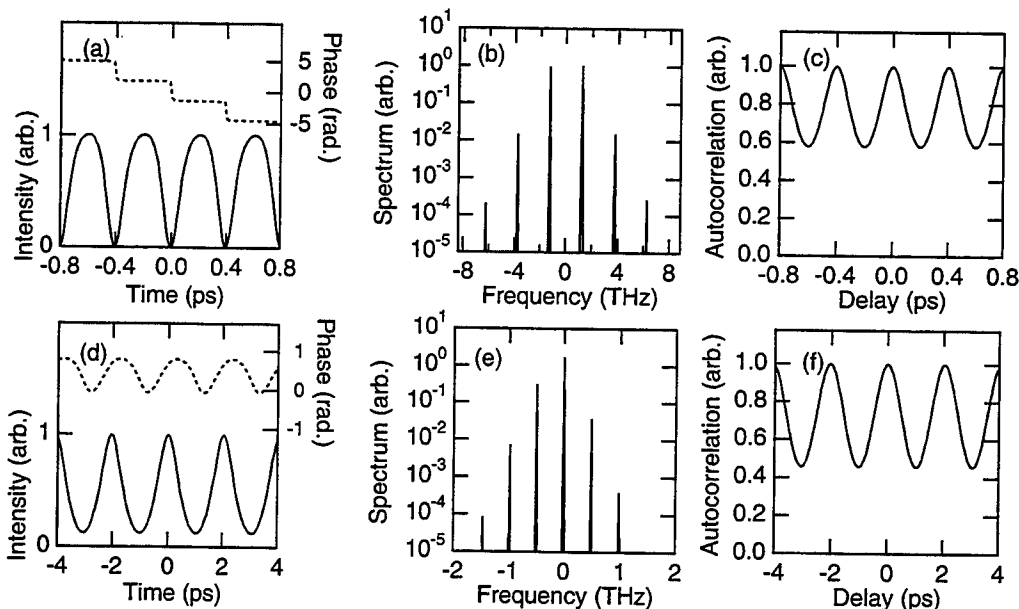 (a)
Intensity (arb.)
1
0
-0.8 -0.4 0.0 0.4 0.8
Time (ps)
5
0
-5
Phase (rad.)
(b)
Spectrum (arb.)
10^1
10^0
10^-1
10^-2
10^-3
10^-4
10^-5
-8 -4 0 4 8
Frequency (THz)
(c)
Autocorrelation (arb.)
1.0
0.8
0.6
0.4
0.2
0.0
-0.8 -0.4 0.0 0.4 0.8
Delay (ps)
(d)
Intensity (arb.)
1
0
-4 -2 0 2 4
Time (ps)
1
0
-1
Phase (rad.)
(e)
Spectrum (arb.)
10^1
10^0
10^-1
10^-2
10^-3
10^-4
10^-5
-2 -1 0 1 2
Frequency (THz)
(f)
Autocorrelation (arb.)
1.0
0.8
0.6
0.4
0.2
0.0
-4 -2 0 2 4
Delay (ps)